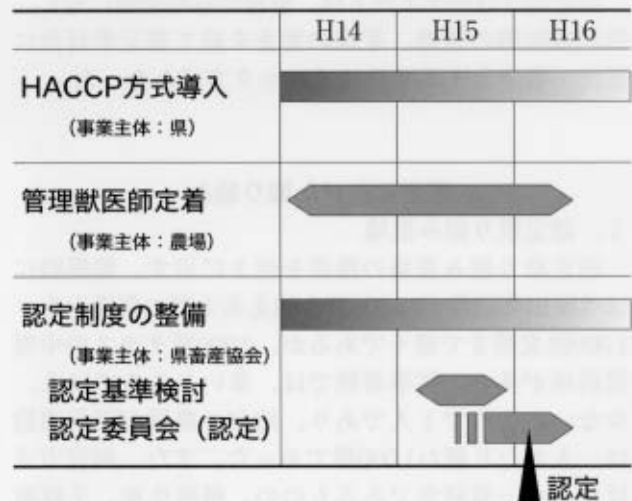 H14 H15 H16
HACCP方式導入
（事業主体：県）
管理獣医師定着
（事業主体：農場）
認定制度の整備
（事業主体：県畜産協会）
認定基準検討
認定委員会（認定）
認定